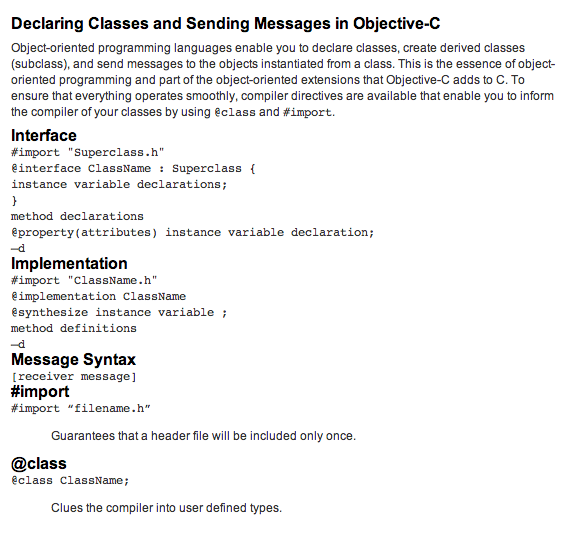 Declaring Classes and Sending Messages in Objective-C
Object-oriented programming languages enable you to declare classes, create derived classes
(subclass), and send messages to the objects instantiated from a class. This is the essence of object-
oriented programming and part of the object-oriented extensions that Objective-C adds to C. To
ensure that everything operates smoothly, compiler directives are available that enable you to inform
the compiler of your classes by using @class and #import.
Interface
#import "Superclass.h"
@interface ClassName : Superclass {
instance variable declarations;
}
method declarations
@property(attributes) instance variable declaration;
—d
Implementation
#import "ClassName.h"
@implementation ClassName
@synthesize instance variable ;
method definitions
—d
Message Syntax
[receiver message]
#import
#import “filename.h”
Guarantees that a header file will be included only once.
@class
@class ClassName;
Clues the compiler into user defined types.